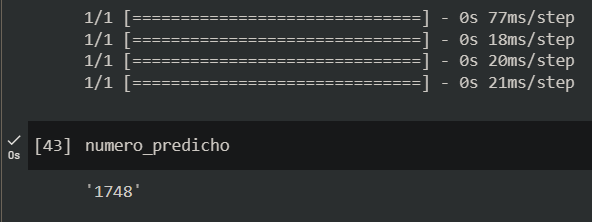 1/1 [==============================] - 0s 77ms/step
1/1 [==============================] - 0s 18ms/step
1/1 [==============================] - 0s 20ms/step
1/1 [==============================] - 0s 21ms/step
[43] numero_predicho
0s
'1748'